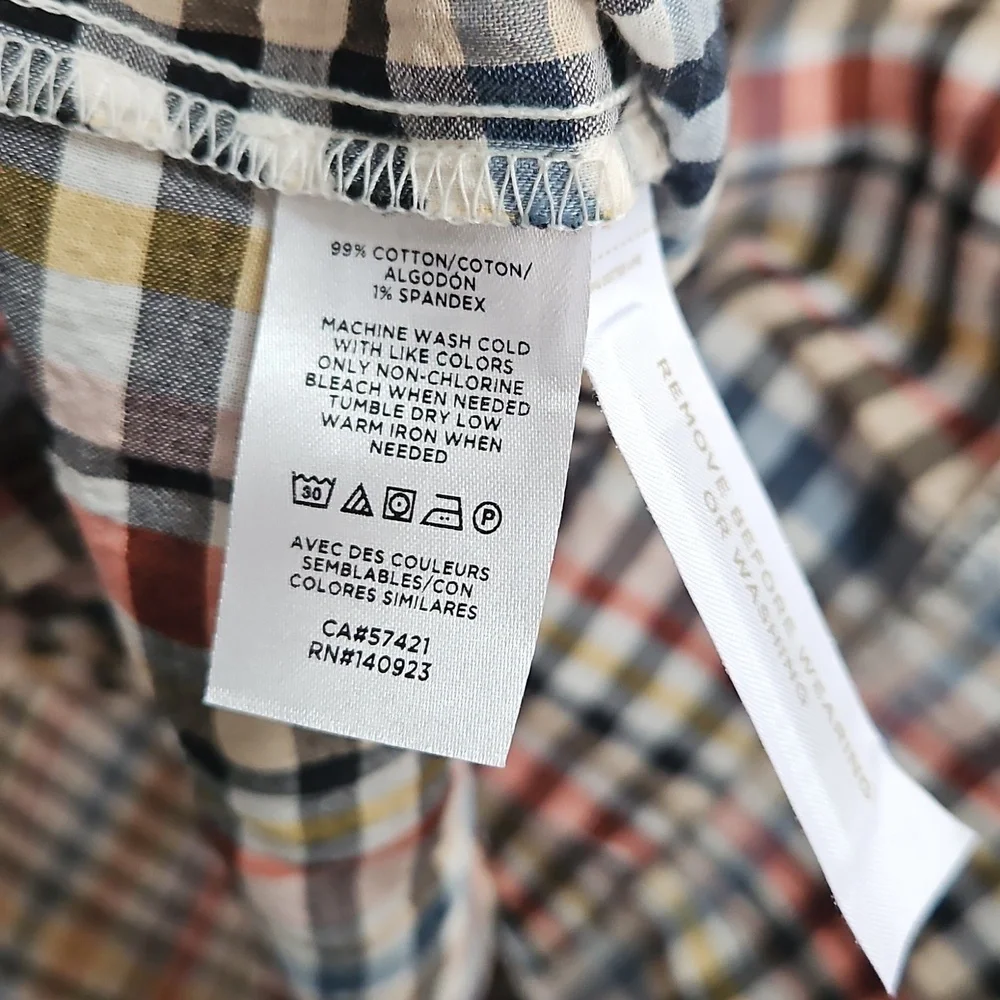 99% COTTON/COTON/
ALGODÓN
1% SPANDEX
MACHINE WASH COLD
WITH LIKE COLORS
ONLY NON-CHLORINE
BLEACH WHEN NEEDED
TUMBLE DRY LOW
WARM IRON WHEN
NEEDED
30 P
AVEC DES COULEURS
SEMBLABLES/CON
COLORES SIMILARES
CA#57421
RN#140923
REMOVE BEFORE WEARING
OR WASHING